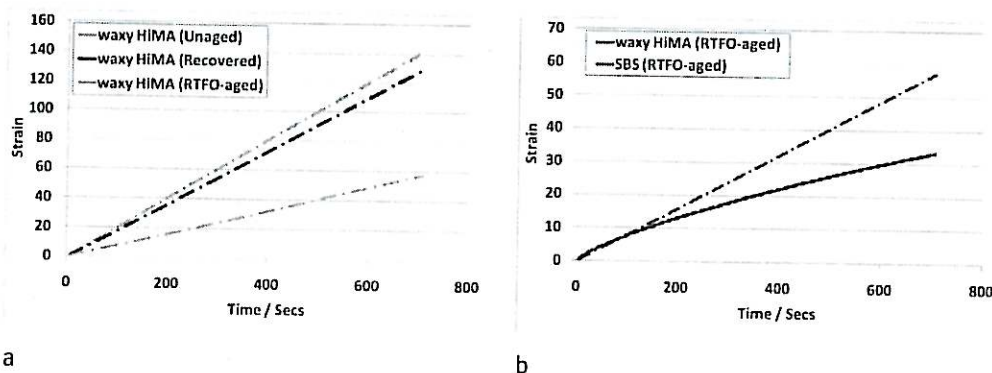 160
140
120
100
80
60
40
20
0
Strain
waxy HiMA (Unaged)
waxy HiMA (Recovered)
waxy HiMA (RTFO-aged)
0 200 400 600 800
Time / Secs
a
70
60
50
40
30
20
10
0
Strain
waxy HiMA (RTFO-aged)
SBS (RTFO-aged)
0 200 400 600 800
Time / Secs
b